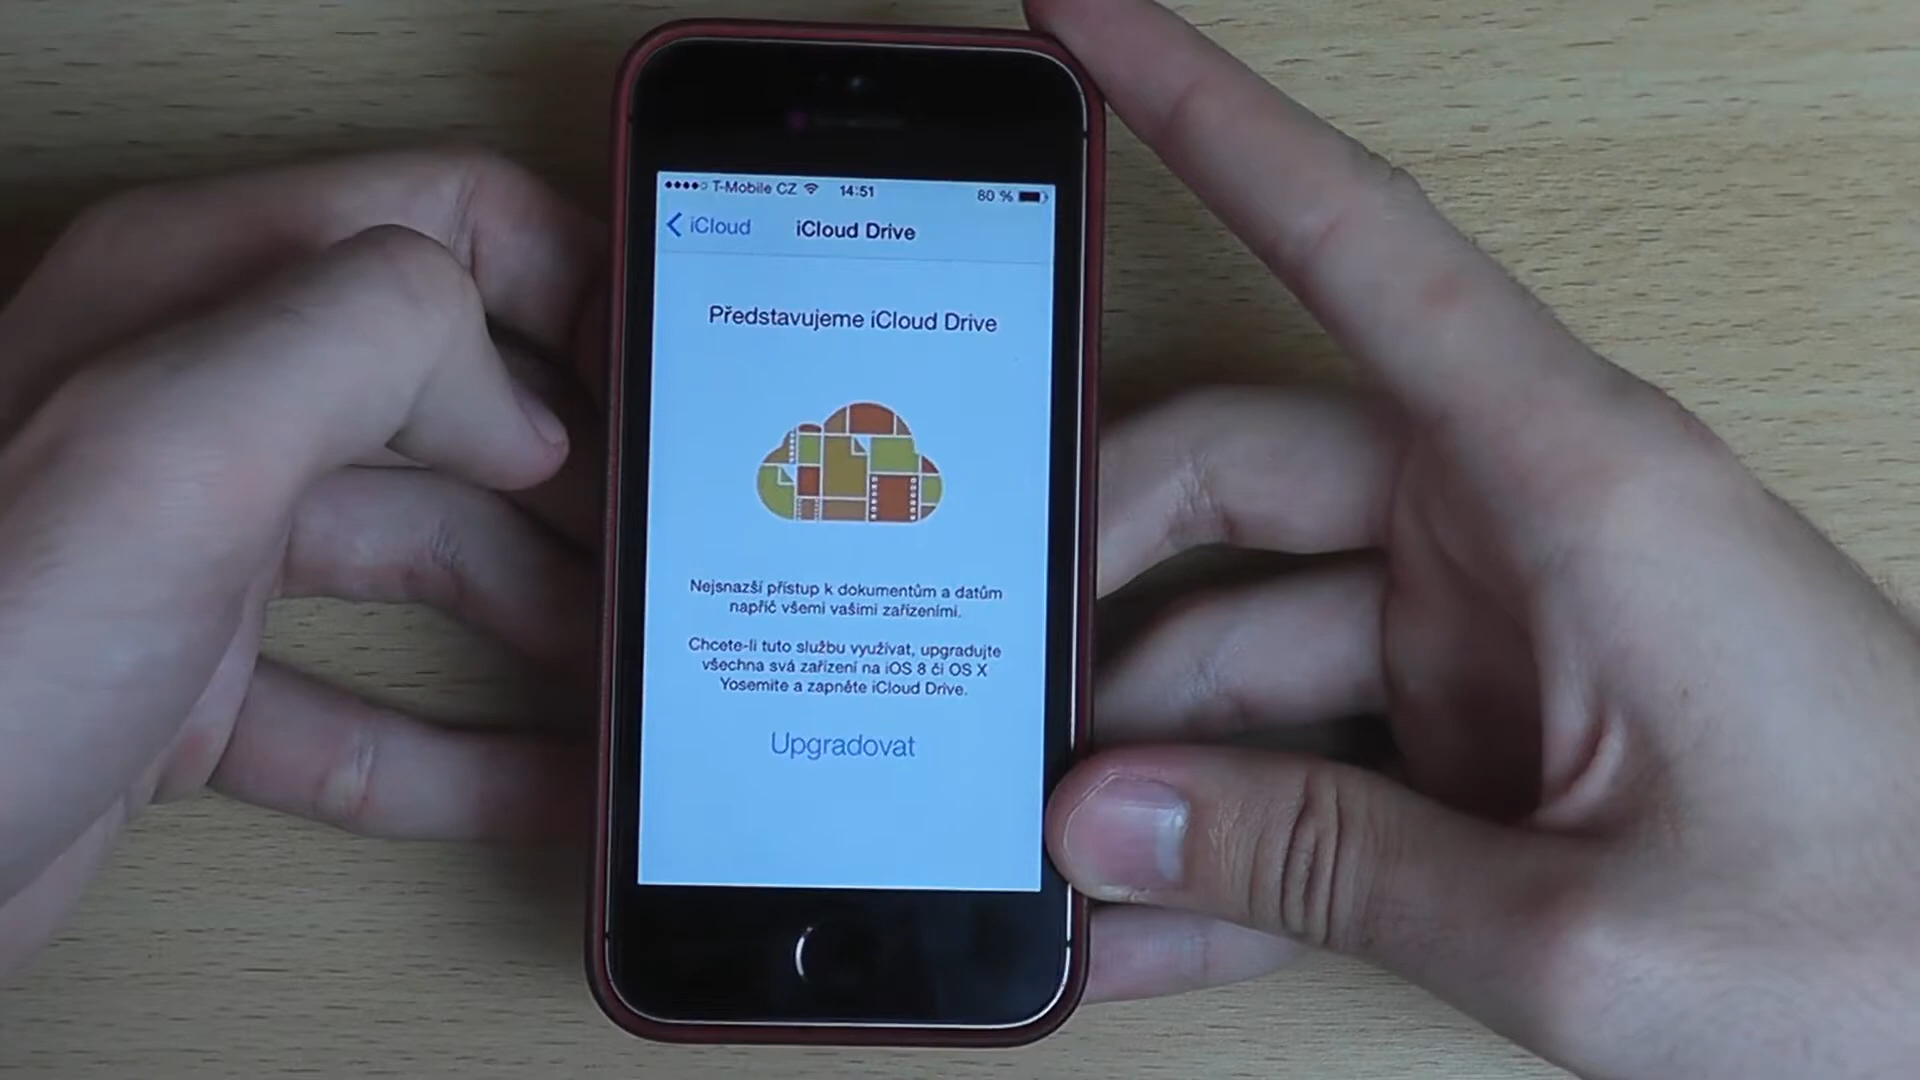 T-Mobile CZ 14:51 80 %
iCloud iCloud Drive
Představujeme iCloud Drive
Nejsnazší přístup k dokumentům a datům
napříč všemi vašimi zařízeními.
Chcete-li tuto službu využívat, upgradujte
všechna svá zařízení na iOS 8 či OS X
Yosemite a zapněte iCloud Drive.
Upgradovat